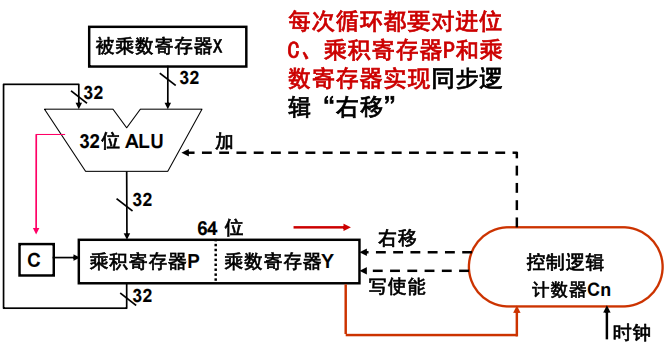 被乘数寄存器X
每次循环都要对进位
C、乘积寄存器P和乘
数寄存器实现同步逻
辑“右移”
32
32
32位 ALU
加
32
64 位
C
乘积寄存器P
乘数寄存器Y
右移
写使能
控制逻辑
计数器Cn
32
时钟